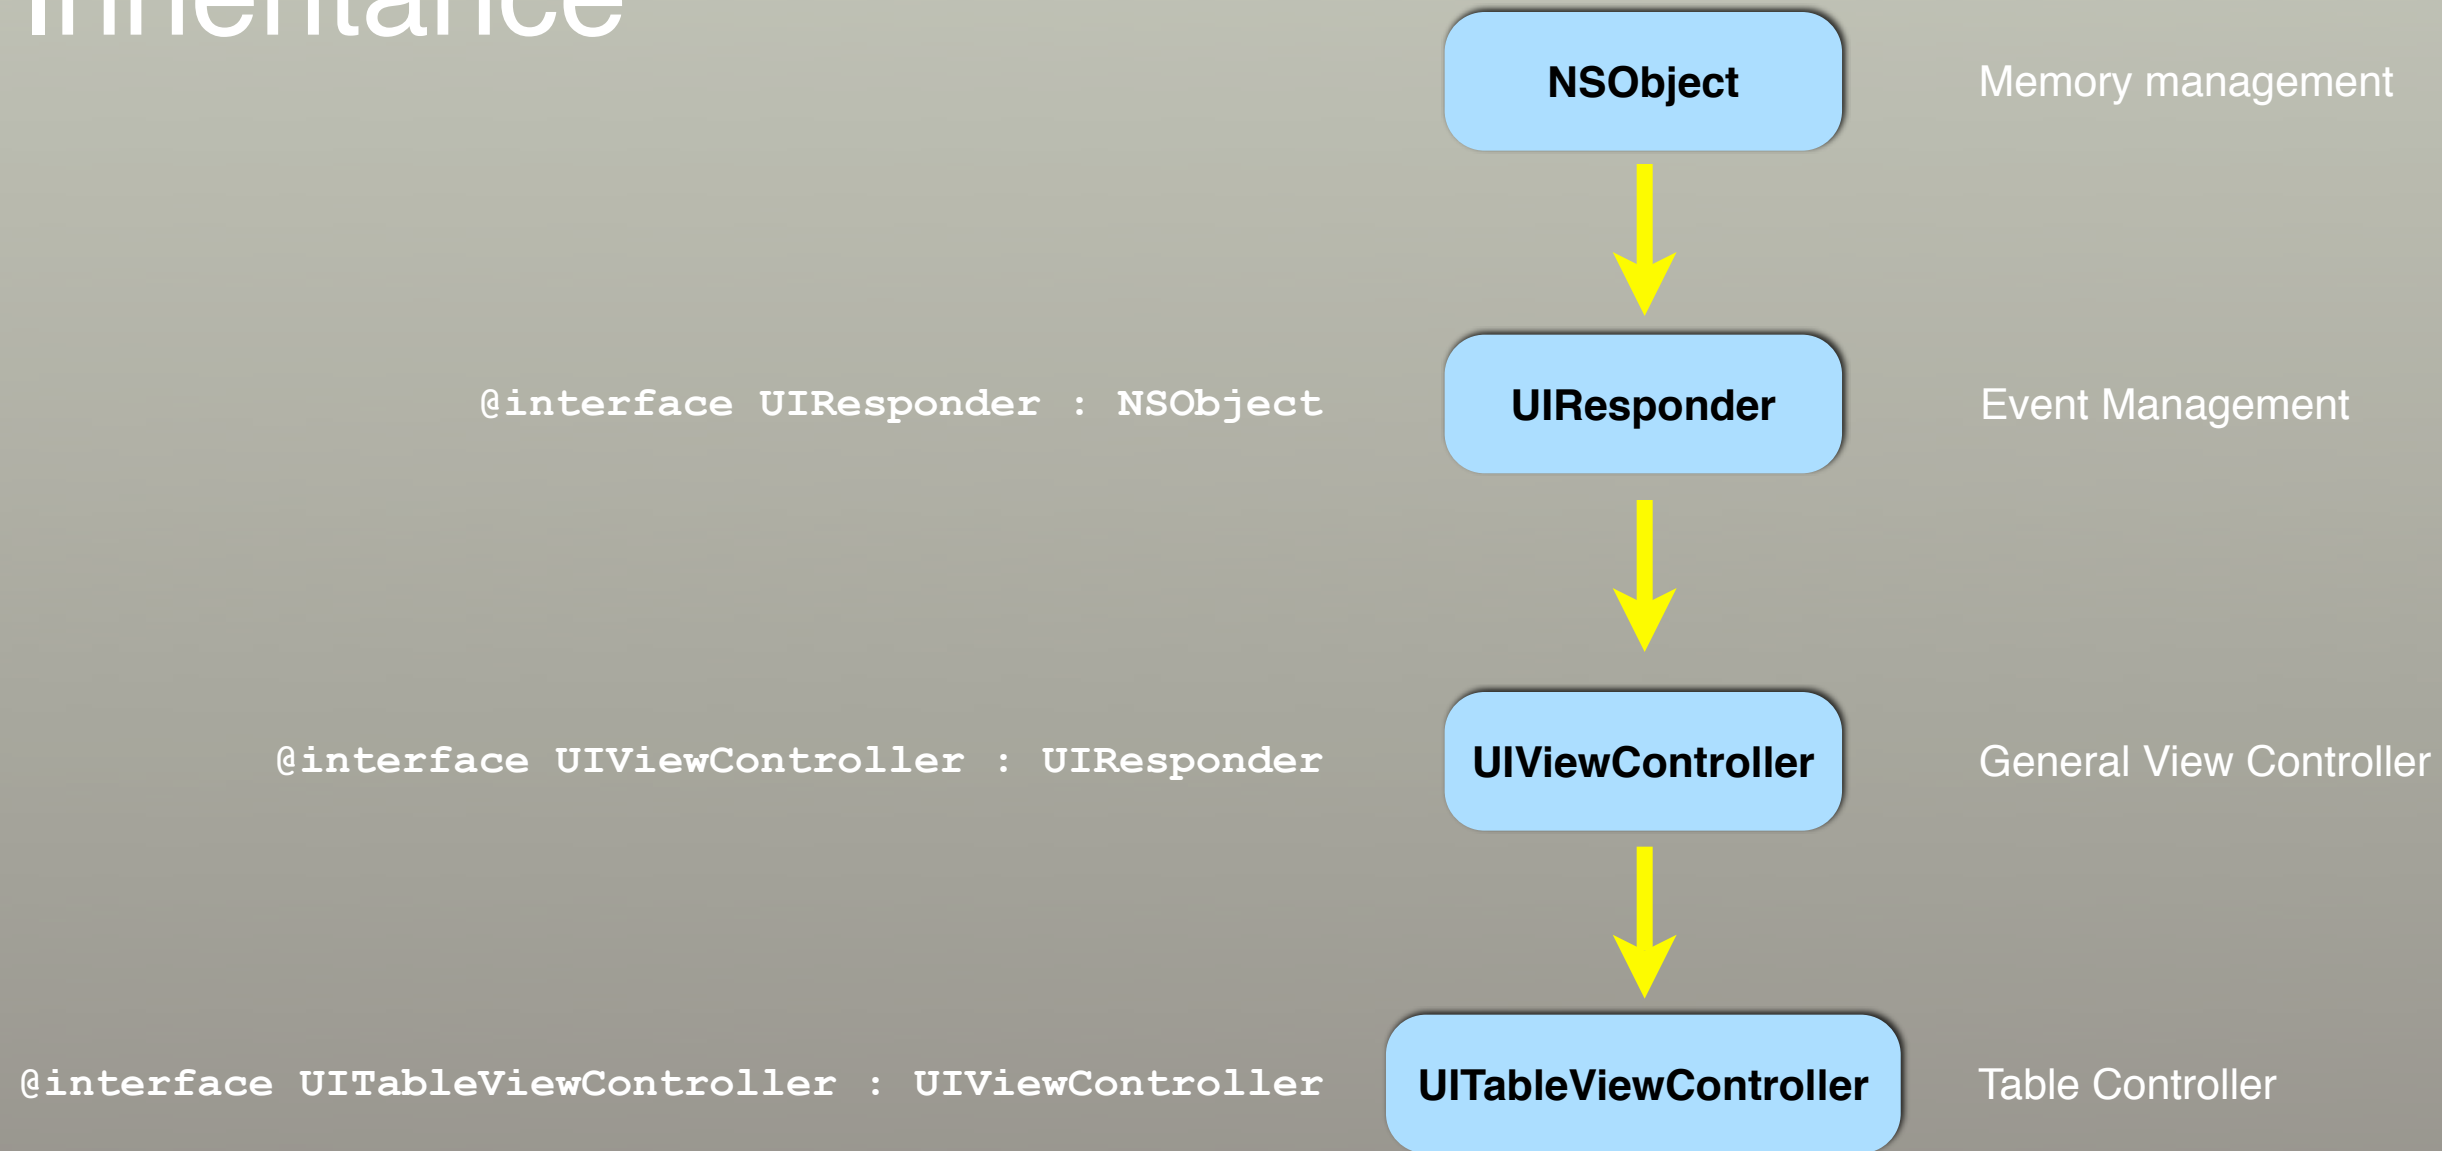 Inheritance
NSObject
Memory management
@interface UIResponder : NSObject
UIResponder
Event Management
@interface UIViewController : UIResponder
UIViewController
General View Controller
@interface UITableViewController : UIViewController
UITableViewController
Table Controller